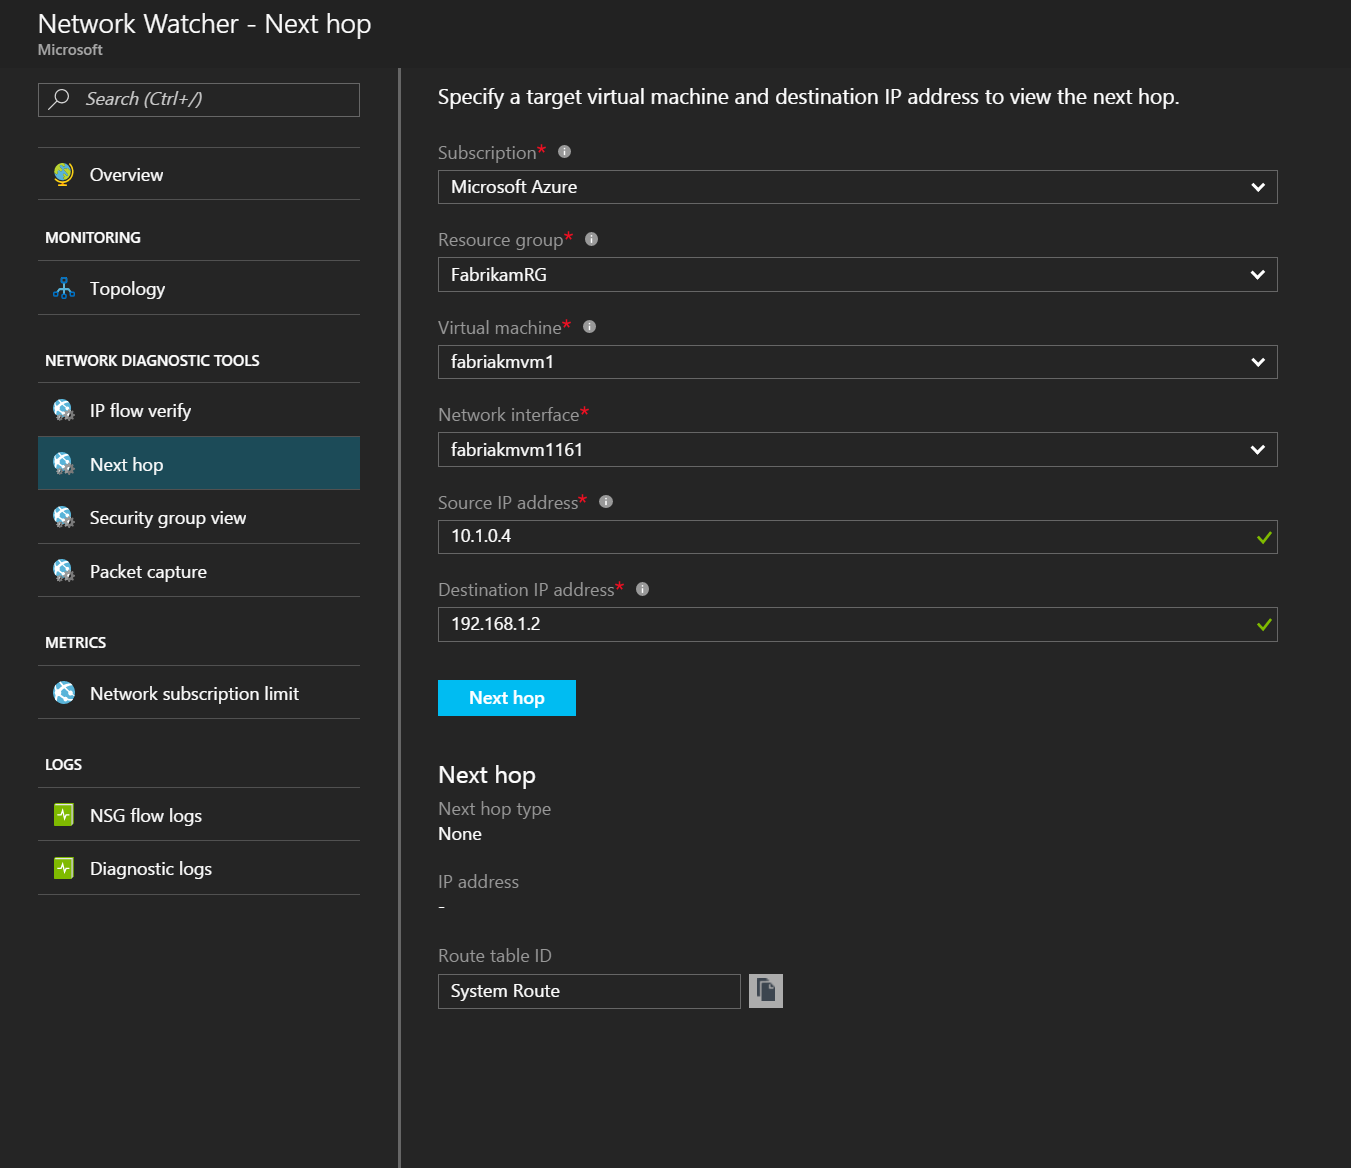 Network Watcher - Next hop
Microsoft
Search (Ctrl+/)
Overview
MONITORING
Topology
NETWORK DIAGNOSTIC TOOLS
IP flow verify
Next hop
Security group view
Packet capture
METRICS
Network subscription limit
LOGS
NSG flow logs
Diagnostic logs
Specify a target virtual machine and destination IP address to view the next hop.
Subscription*
Microsoft Azure
Resource group*
FabrikamRG
Virtual machine*
fabriakmvm1
Network interface*
fabriakmvm1161
Source IP address*
10.1.0.4
Destination IP address*
192.168.1.2
Next hop
Next hop
Next hop type
None
IP address
-
Route table ID
System Route